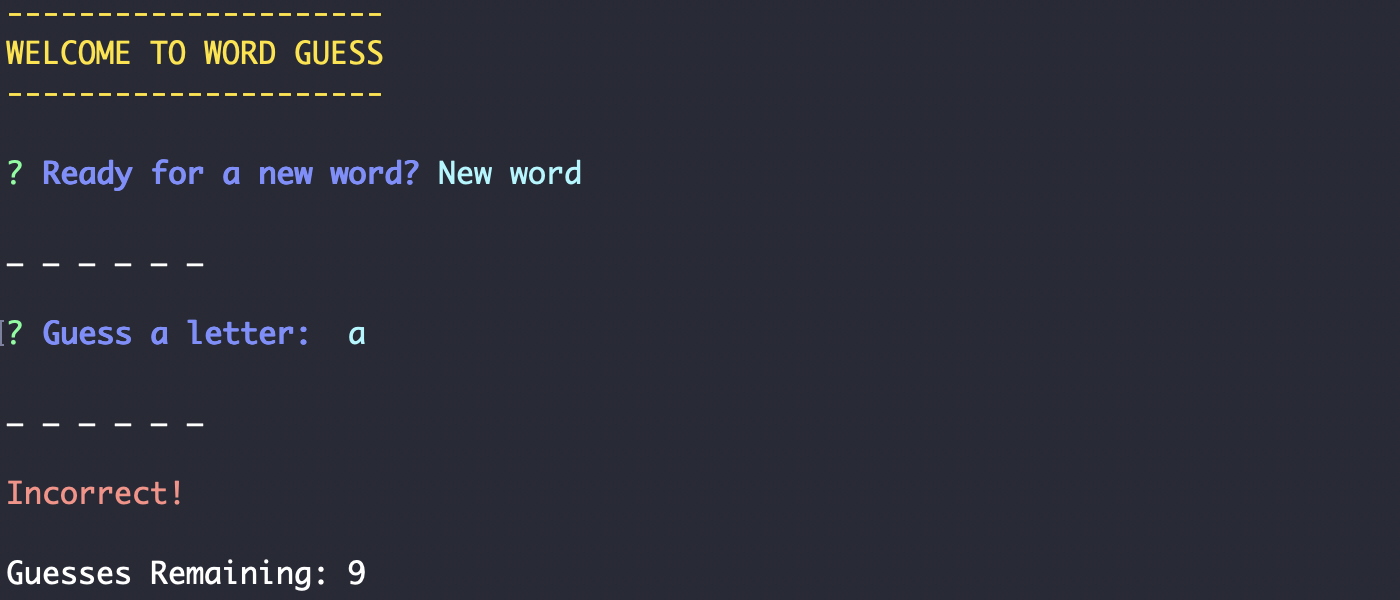 ---------------------
WELCOME TO WORD GUESS
---------------------
? Ready for a new word? New word
_ _ _ _ _ _
? Guess a letter:  a
_ _ _ _ _ _
Incorrect!
Guesses Remaining: 9